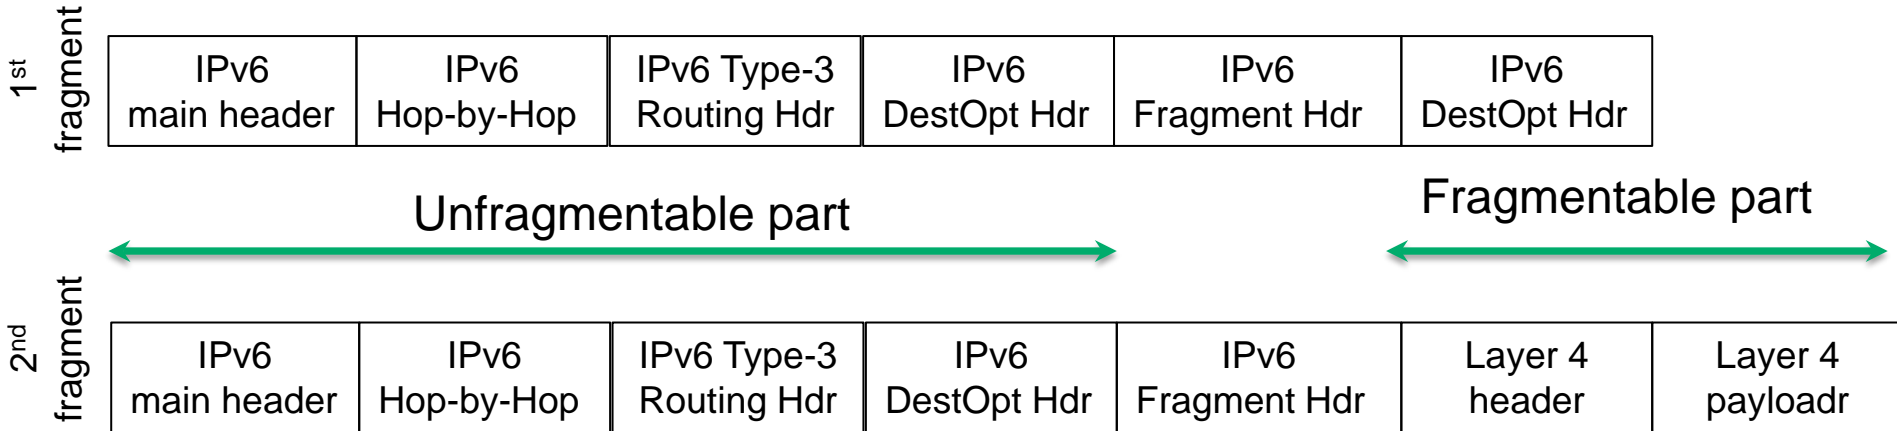 1st
fragment
IPv6
main header
IPv6
Hop-by-Hop
IPv6 Type-3
Routing Hdr
IPv6
DestOpt Hdr
IPv6
Fragment Hdr
IPv6
DestOpt Hdr
Unfragmentable part
Fragmentable part
2nd
fragment
IPv6
main header
IPv6
Hop-by-Hop
IPv6 Type-3
Routing Hdr
IPv6
DestOpt Hdr
IPv6
Fragment Hdr
Layer 4
header
Layer 4
payloadr